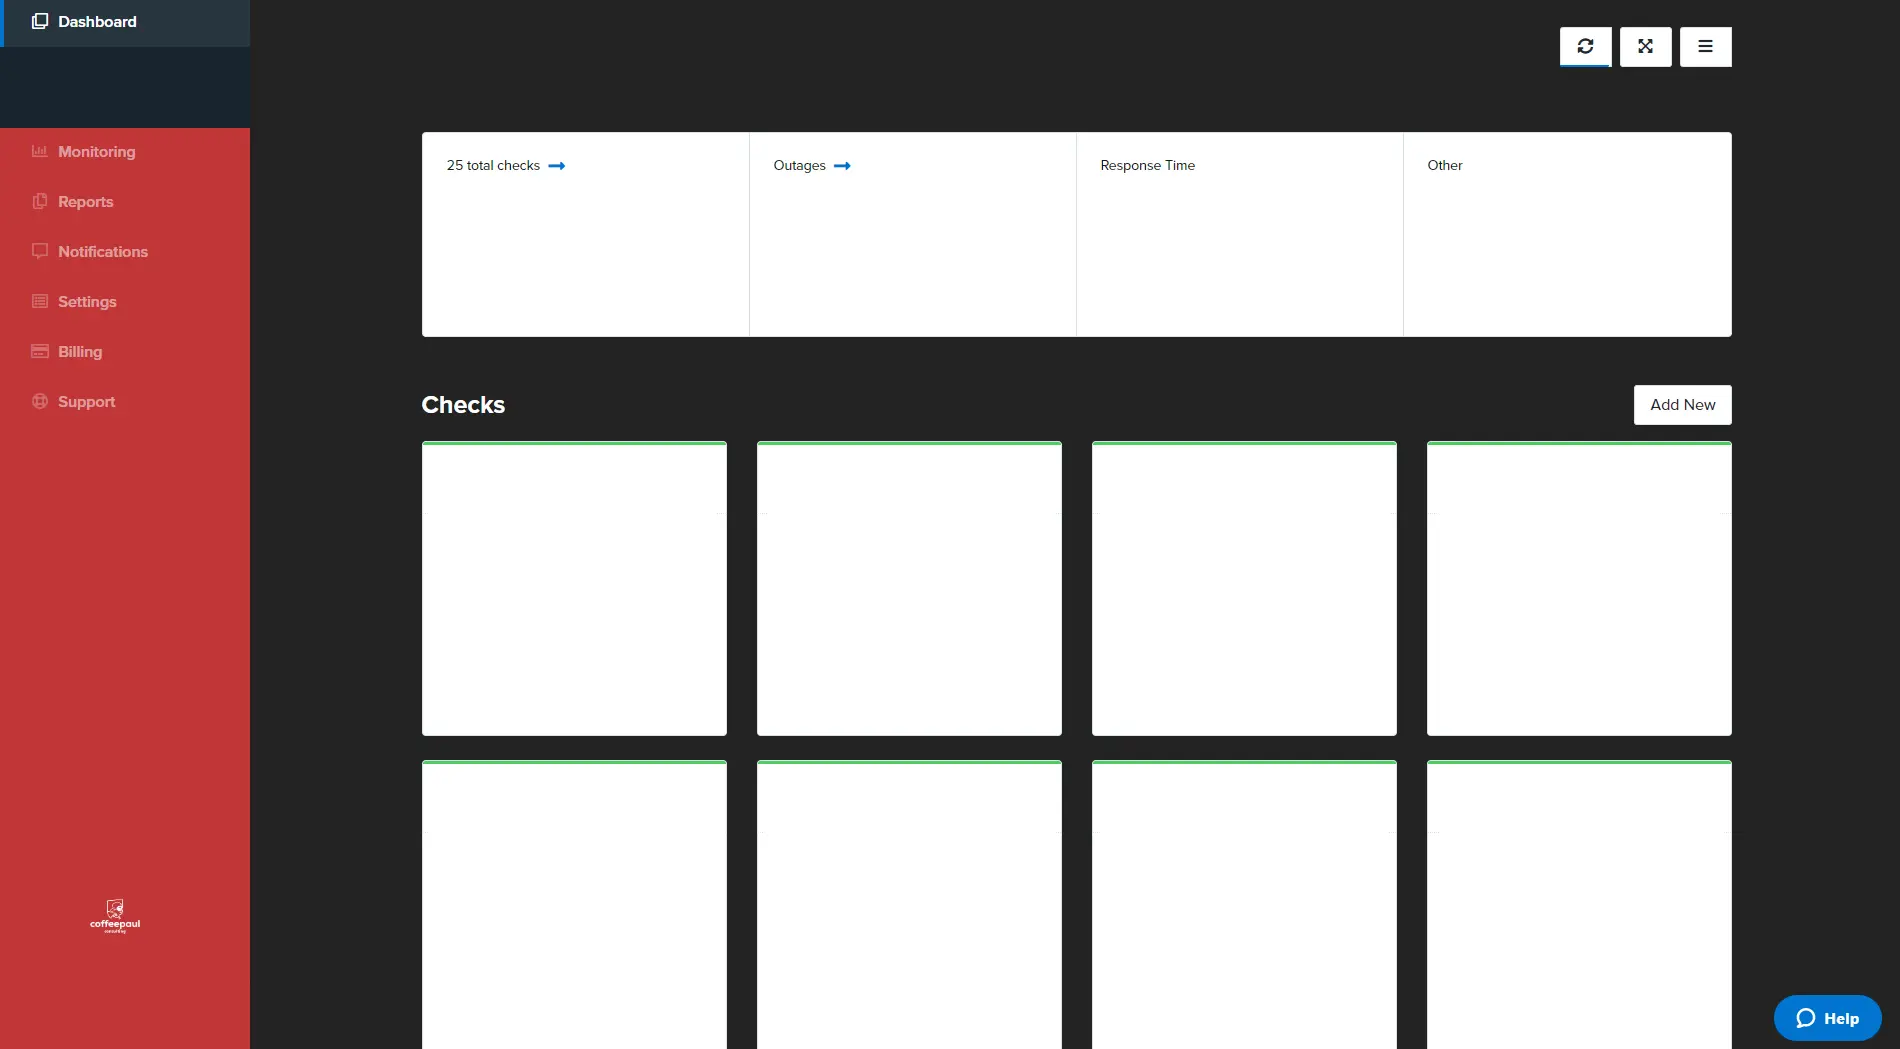 Dashboard
Monitoring
Reports
Notifications
Settings
Billing
Support
coffeepaul
consulting
25 total checks
Outages
Response Time
Other
Checks
Add New
Help